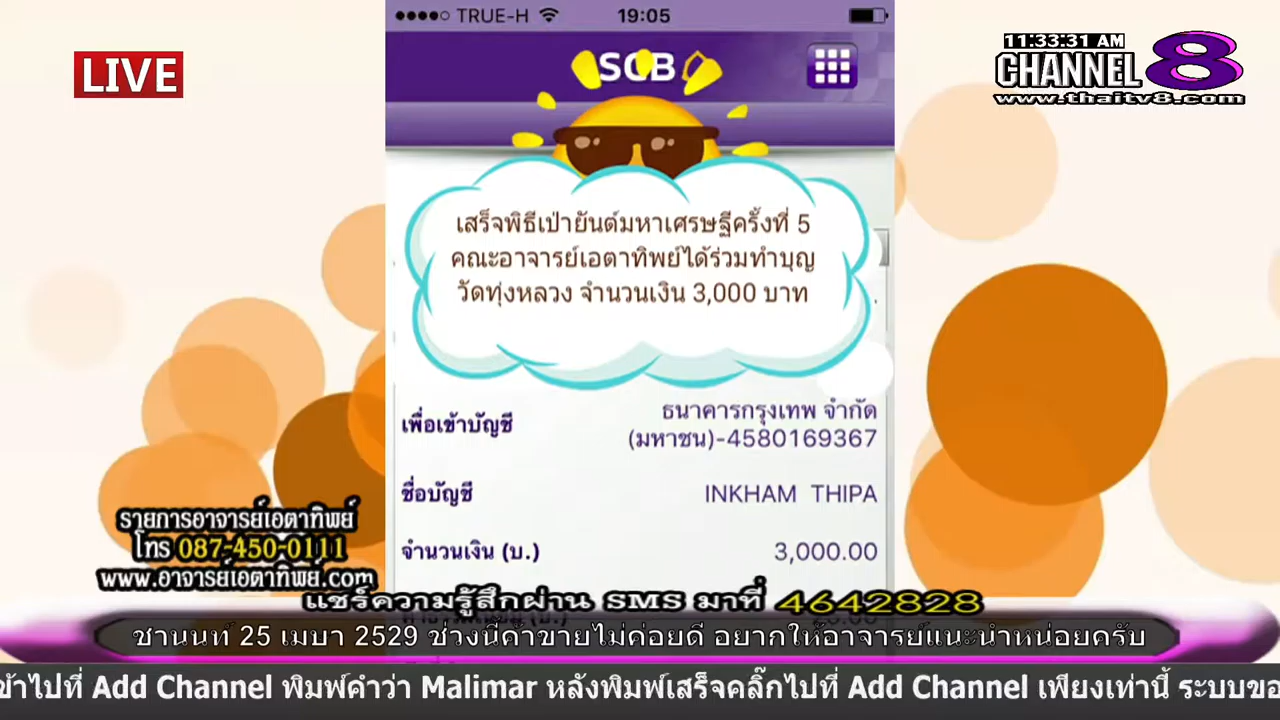 TRUE-H 19:05
LIVE
SCB
11:33:31 AM
CHANNEL 8
www.thaitv8.com
เสร็จพิธีเป่ายันต์มหาเศรษฐีครั้งที่ 5
คณะอาจารย์เอตาทิพย์ได้ร่วมทำบุญ
วัดทุ่งหลวง จำนวนเงิน 3,000 บาท
เพื่อเข้าบัญชี
ธนาคารกรุงเทพ จำกัด
(มหาชน)-4580169367
ชื่อบัญชี INKHAM THIPA
จำนวนเงิน (บ.) 3,000.00
รายการอาจารย์เอตาทิพย์
โทร 087-450-0111
www.อาจารย์เอตาทิพย์.com
แชร์ความรู้สึกผ่าน SMS มาที่ 4642828
ชานนท์ 25 เมษา 2529 ช่วงนี้ค้าขายไม่ค่อยดี อยากให้อาจารย์แนะนำหน่อยครับ
ข้าไปที่ Add Channel พิมพ์คำว่า Malimar หลังพิมพ์เสร็จคลิ๊กไปที่ Add Channel เพียงเท่านี้ ระบบขอ